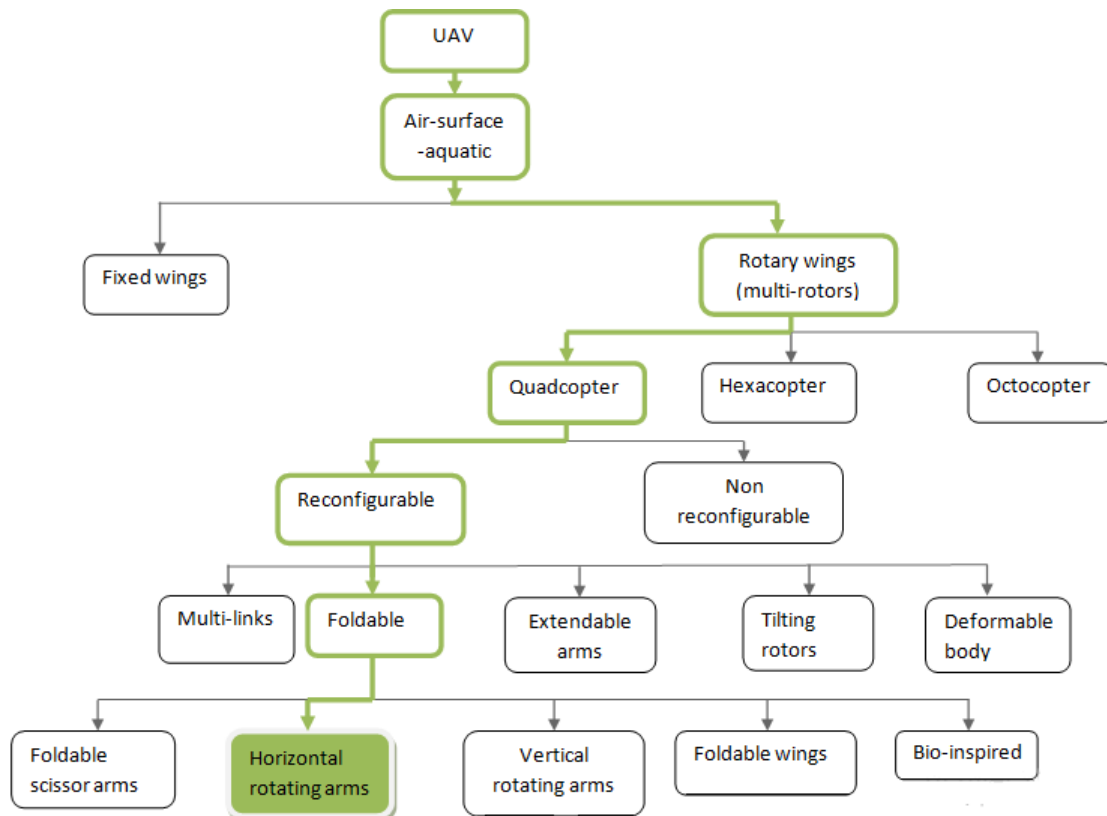 UAV
Air-surface
-aquatic
Fixed wings
Rotary wings
(multi-rotors)
Quadcopter
Hexacopter
Octocopter
Reconfigurable
Non
reconfigurable
Multi-links
Foldable
Extendable
arms
Tilting
rotors
Deformable
body
Foldable
scissor arms
Horizontal
rotating arms
Vertical
rotating arms
Foldable wings
Bio-inspired